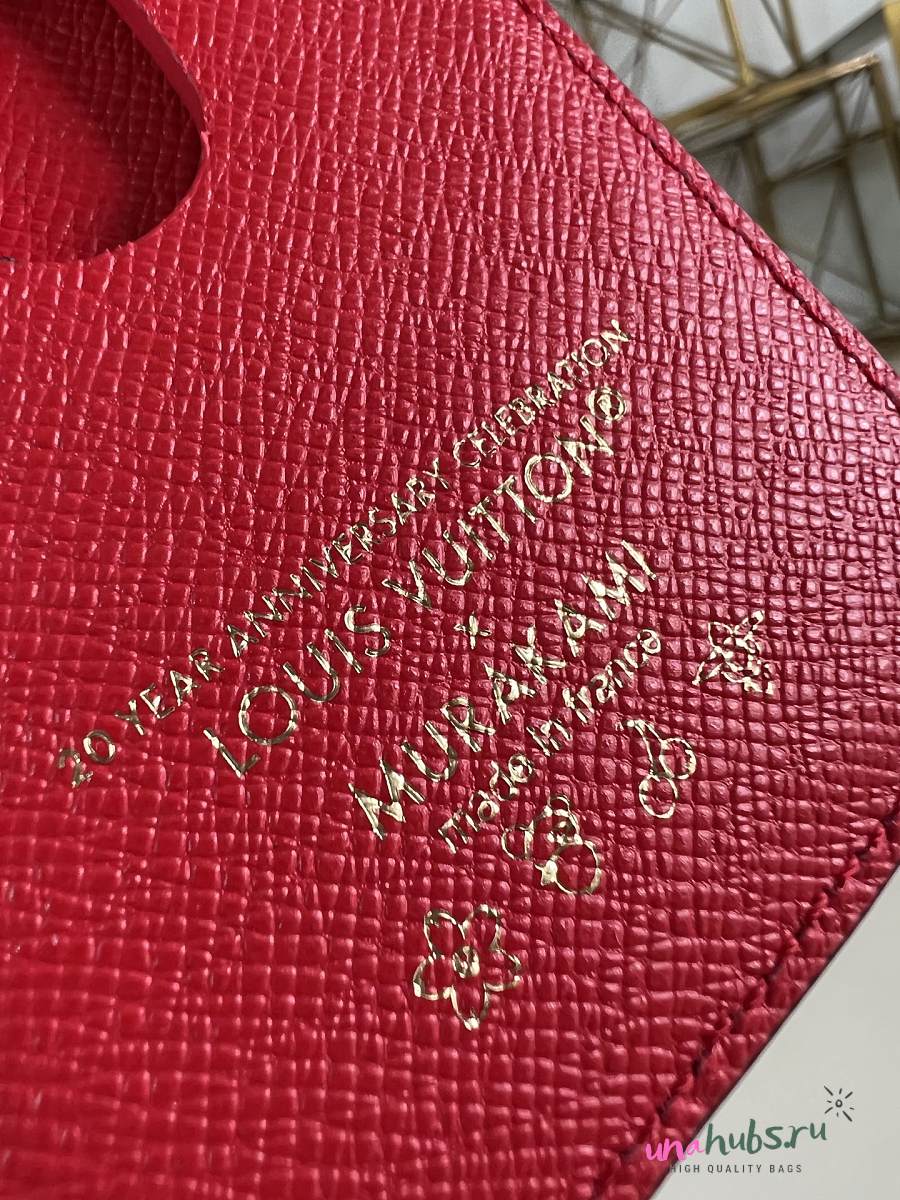 20 YEAR ANNIVERSARY CELEBRATION
LOUIS VUITTON®
×
MURAKAMI
made in france
unahubs.ru
HIGH QUALITY BAGS